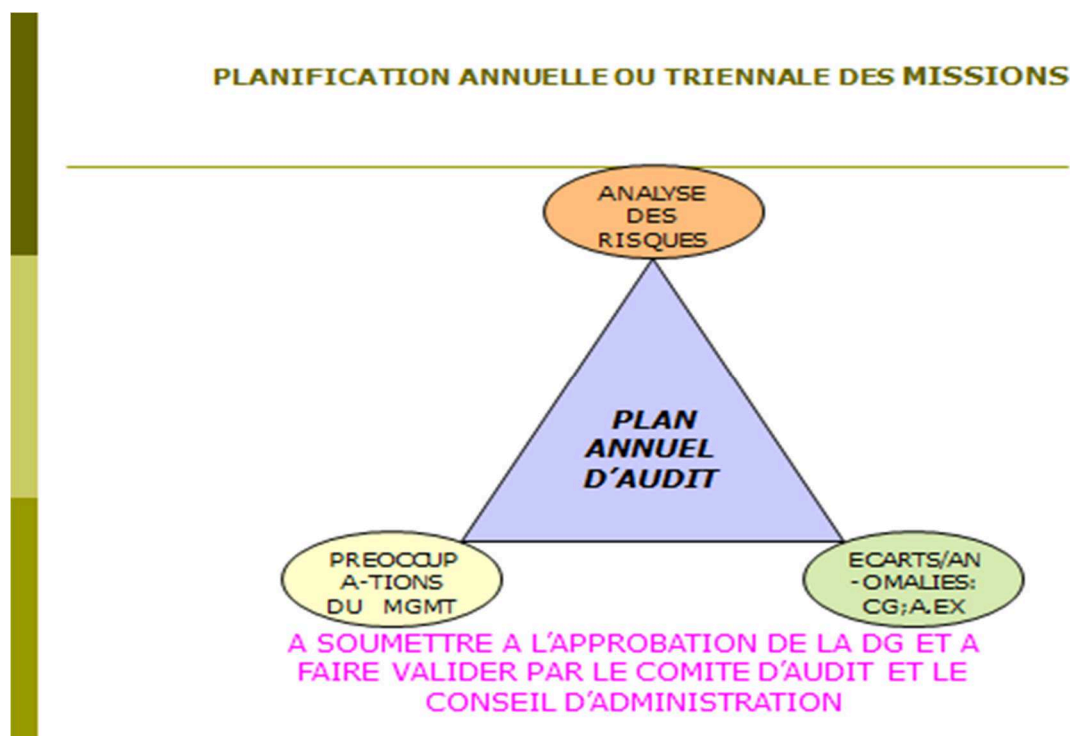 PLANIFICATION ANNUELLE OU TRIENNALE DES MISSIONS
ANALYSE
DES
RISQUES
PLAN
ANNUEL
D'AUDIT
PREOCCUP
A-TIONS
DU MGMT
ECARTS/AN
-OMALIES:
CG;A.EX
A SOUMETTRE A L'APPROBATION DE LA DG ET A
FAIRE VALIDER PAR LE COMITE D'AUDIT ET LE
CONSEIL D'ADMINISTRATION